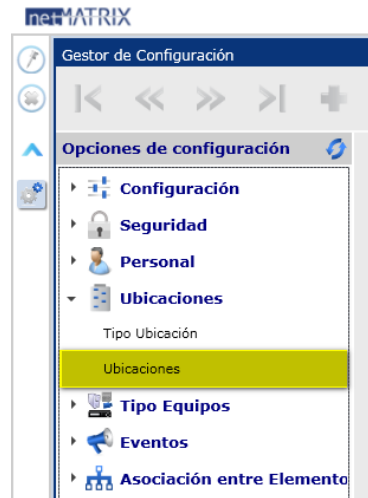 netMATRIX
Gestor de Configuración
Opciones de configuración
Configuración
Seguridad
Personal
Ubicaciones
Tipo Ubicación
Ubicaciones
Tipo Equipos
Eventos
Asociación entre Elemento